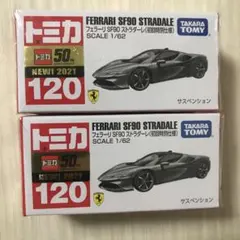 トミカ
FERRARI SF90 STRADALE
フェラーリ SF90 ストラダーレ(初回特別仕様)
SCALE 1/62
TAKARA TOMY
50th
NEW! 2021
120
サスペンション
トミカ
FERRARI SF90 STRADALE
フェラーリ SF90 ストラダーレ(初回特別仕様)
SCALE 1/62
TAKARA TOMY
50th
NEW! 2021
120
サスペンション